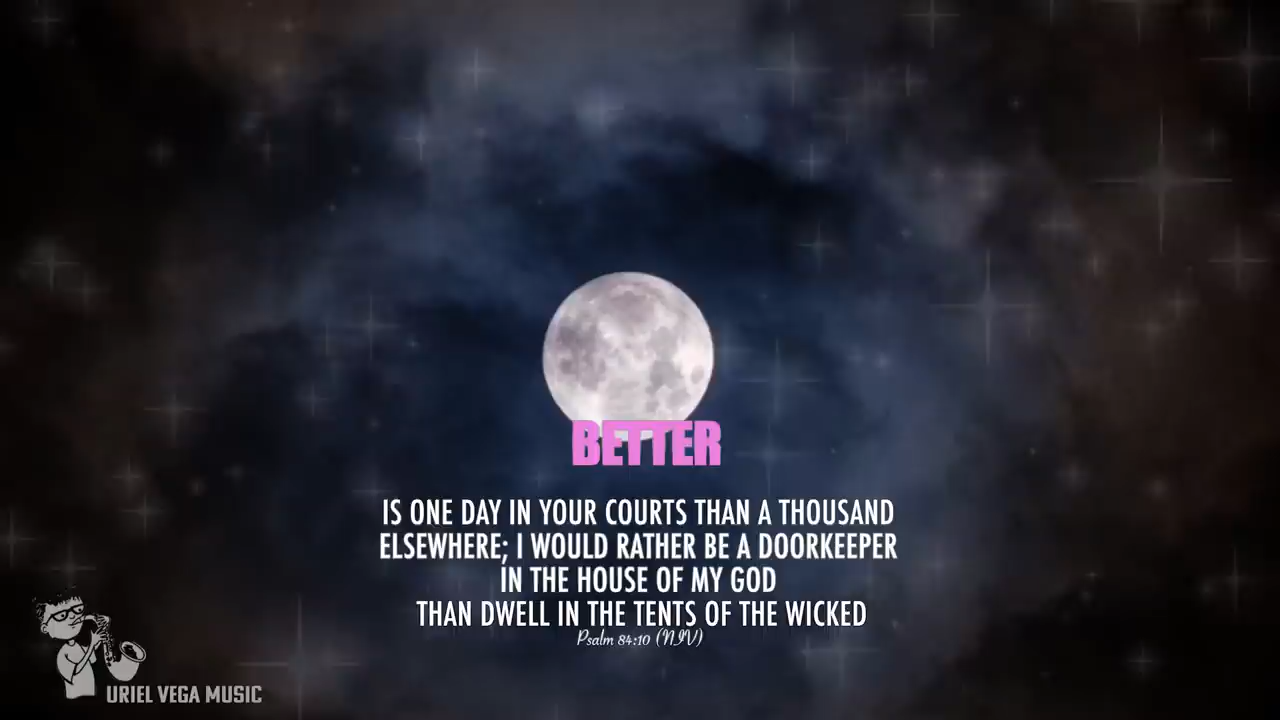 BETTER
IS ONE DAY IN YOUR COURTS THAN A THOUSAND
ELSEWHERE; I WOULD RATHER BE A DOORKEEPER
IN THE HOUSE OF MY GOD
THAN DWELL IN THE TENTS OF THE WICKED
Psalm 84:10 (NIV)
URIEL VEGA MUSIC